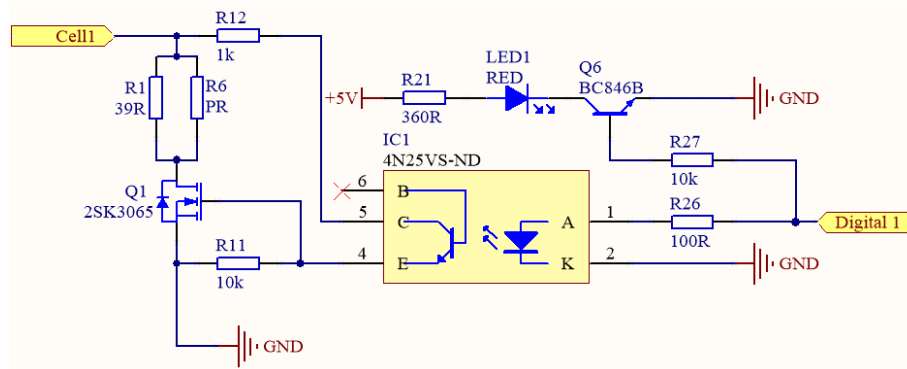 Cell1
R12
1k
R1
39R
R6
PR
LED1
RED
Q6
BC846B
+5V
R21
360R
GND
IC1
4N25VS-ND
R27
10k
Q1
2SK3065
6
B
5
C
A
1
R26
100R
Digital 1
R11
10k
4
E
K
2
GND
GND